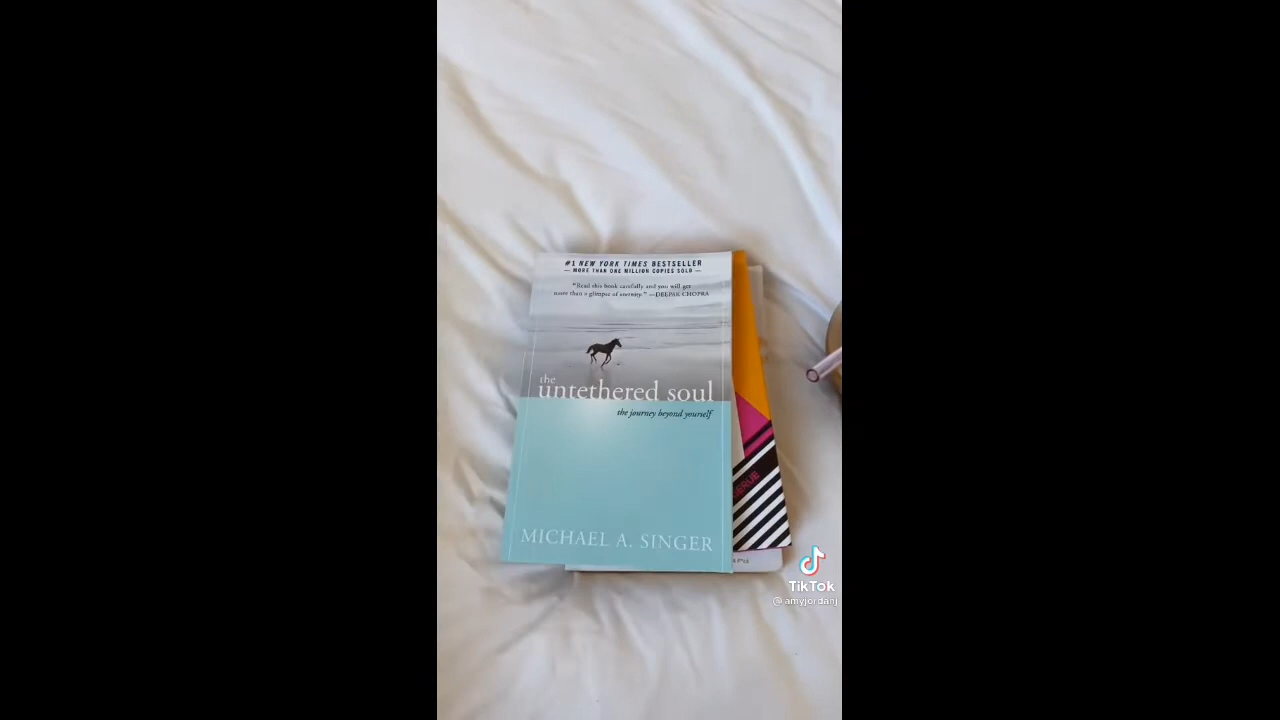 #1 NEW YORK TIMES BESTSELLER
— MORE THAN ONE MILLION COPIES SOLD —
"Read this book carefully and you will get
more than a glimpse of eternity." —DEEPAK CHOPRA
the
untethered soul
the journey beyond yourself
MICHAEL A. SINGER
TikTok
@amyjordanj